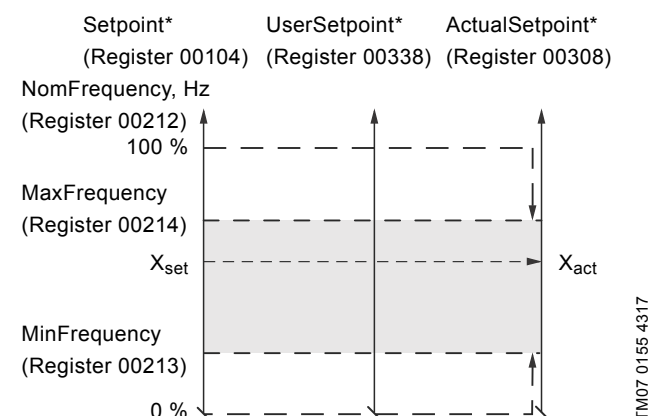 Setpoint* UserSetpoint* ActualSetpoint*
(Register 00104) (Register 00338) (Register 00308)
NomFrequency, Hz
(Register 00212)
100 %
MaxFrequency
(Register 00214)
Xset Xact
MinFrequency
(Register 00213)
0 %
TM07 0155 4317